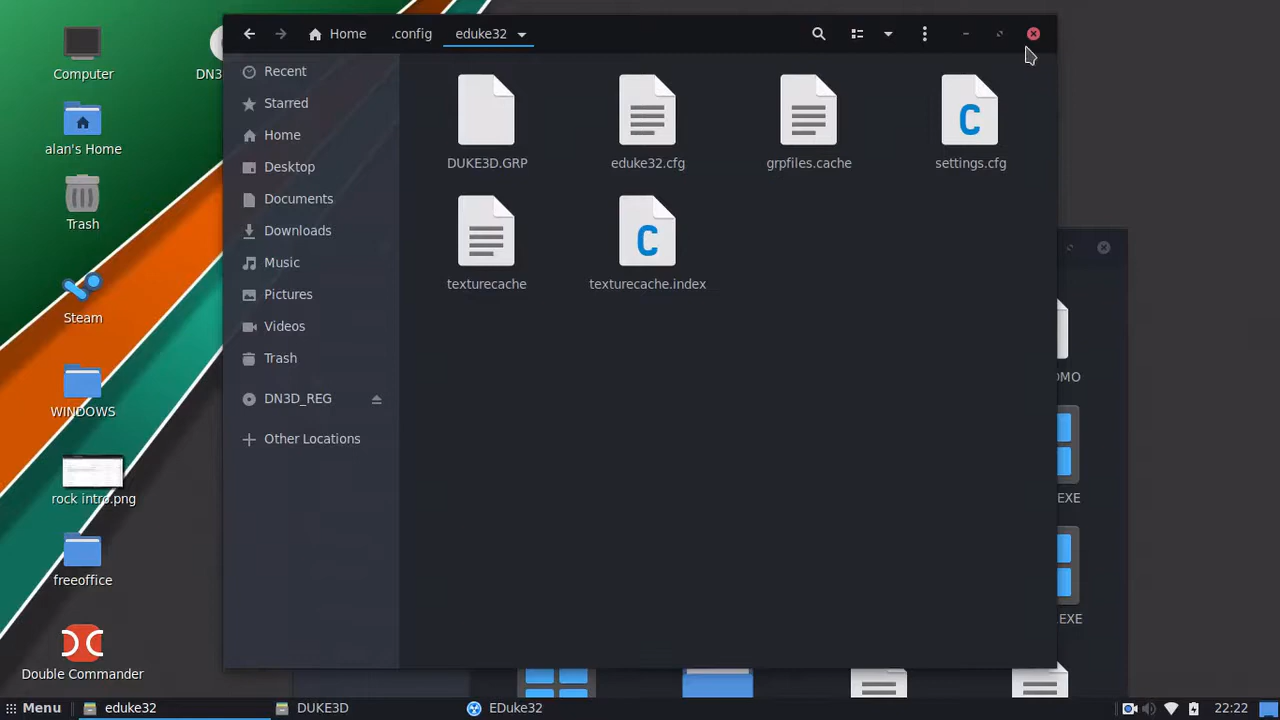 Home
.config
eduke32
Computer
DN3
alan's Home
Trash
Steam
WINDOWS
rock intro.png
freeoffice
Double Commander
Recent
Starred
Home
Desktop
Documents
Downloads
Music
Pictures
Videos
Trash
DN3D_REG
Other Locations
DUKE3D.GRP
eduke32.cfg
grpfiles.cache
C
settings.cfg
texturecache
C
texturecache.index
OMO
EXE
EXE
Menu
eduke32
DUKE3D
EDuke32
22:22